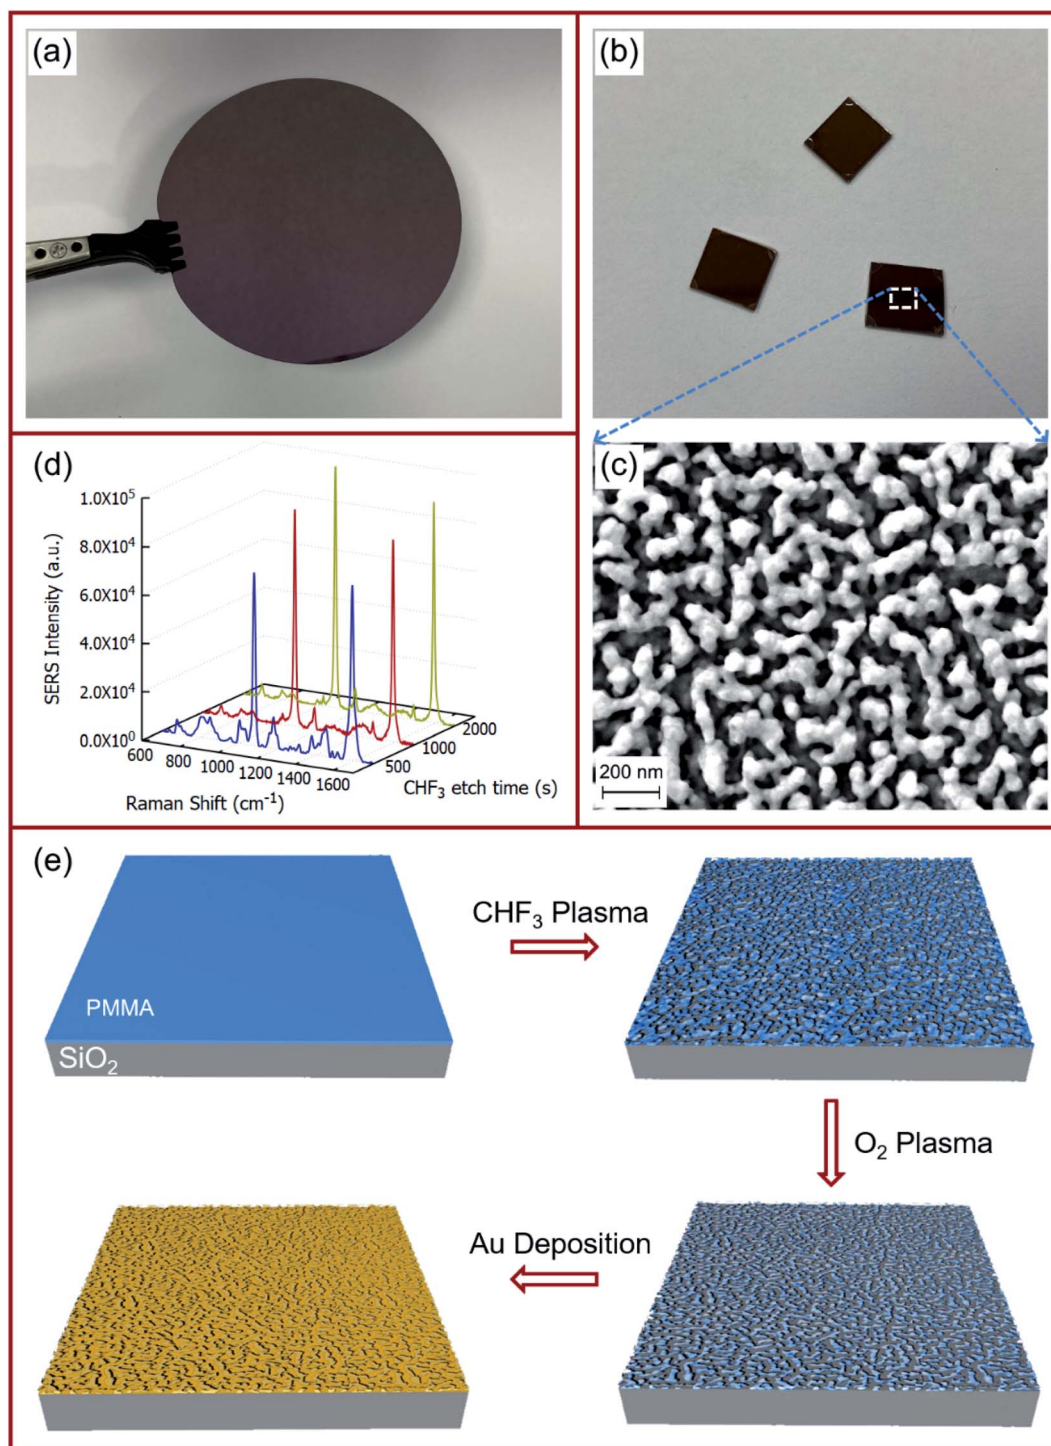 (a)
(b)
(d)
1.0X10⁵
8.0X10⁴
6.0X10⁴
4.0X10⁴
2.0X10⁴
0.0X10⁰
SERS Intensity (a.u.)
600
800
1000
1200
1400
1600
Raman Shift (cm⁻¹)
500
1000
2000
CHF₃ etch time (s)
(c)
200 nm
(e)
PMMA
SiO₂
CHF₃ Plasma
O₂ Plasma
Au Deposition